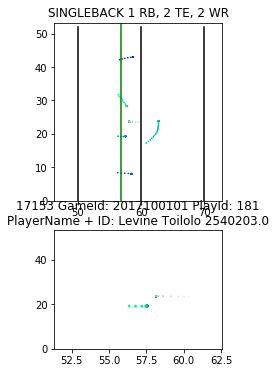 SINGLEBACK 1 RB, 2 TE, 2 WR
50
40
30
20
10
0
50 60 70
GameId: 2017100101 PlayId: 181
PlayerName + ID: Levine Toilolo 2540203.0
40
20
0
52.5 55.0 57.5 60.0 62.5